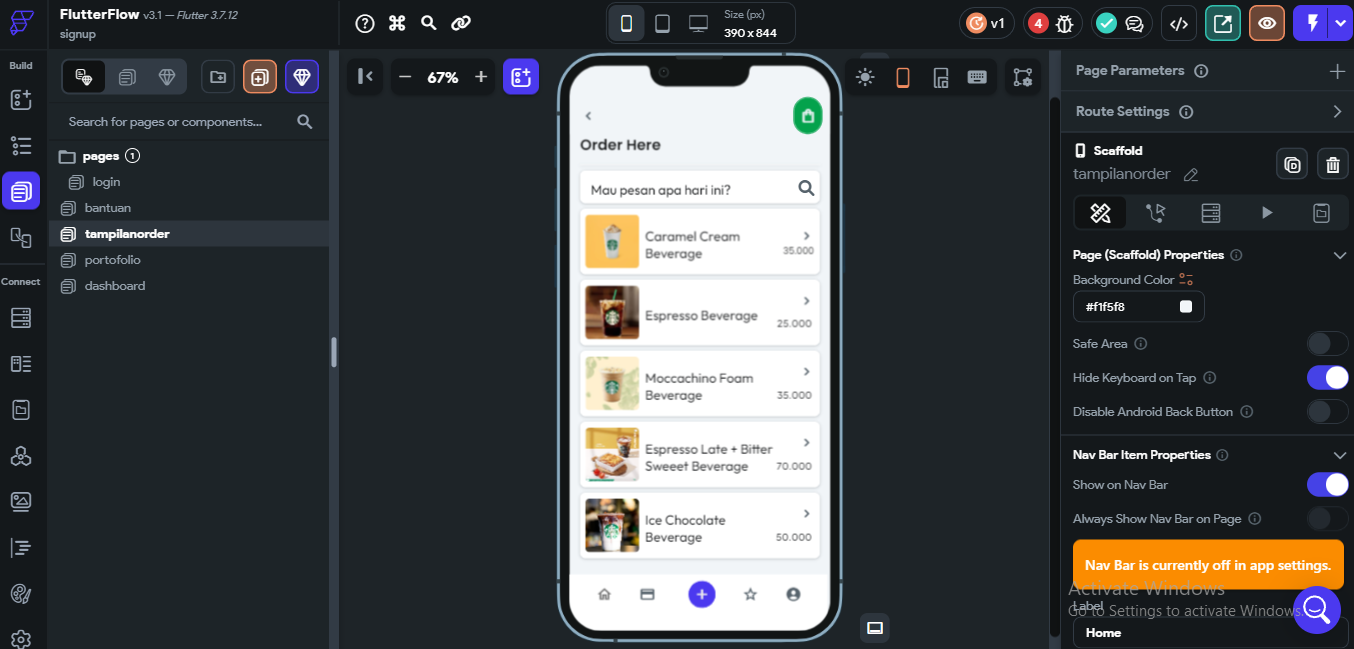 FlutterFlow v3.1 — Flutter 3.7.12
signup
Size (px)
390 x 844
v1
4
Build
67%
Page Parameters
Search for pages or components...
Route Settings
pages 1
login
bantuan
tampilanorder
portofolio
dashboard
Connect
Order Here
Mau pesan apa hari ini?
Caramel Cream
Beverage
35.000
Espresso Beverage
25.000
Moccachino Foam
Beverage
35.000
Espresso Late + Bitter
Sweeet Beverage
70.000
Ice Chocolate
Beverage
50.000
Scaffold
tampilanorder
Page (Scaffold) Properties
Background Color
#f1f5f8
Safe Area
Hide Keyboard on Tap
Disable Android Back Button
Nav Bar Item Properties
Show on Nav Bar
Always Show Nav Bar on Page
Nav Bar is currently off in app settings.
Activate Windows
Label
Go to Settings to activate Windows.
Home